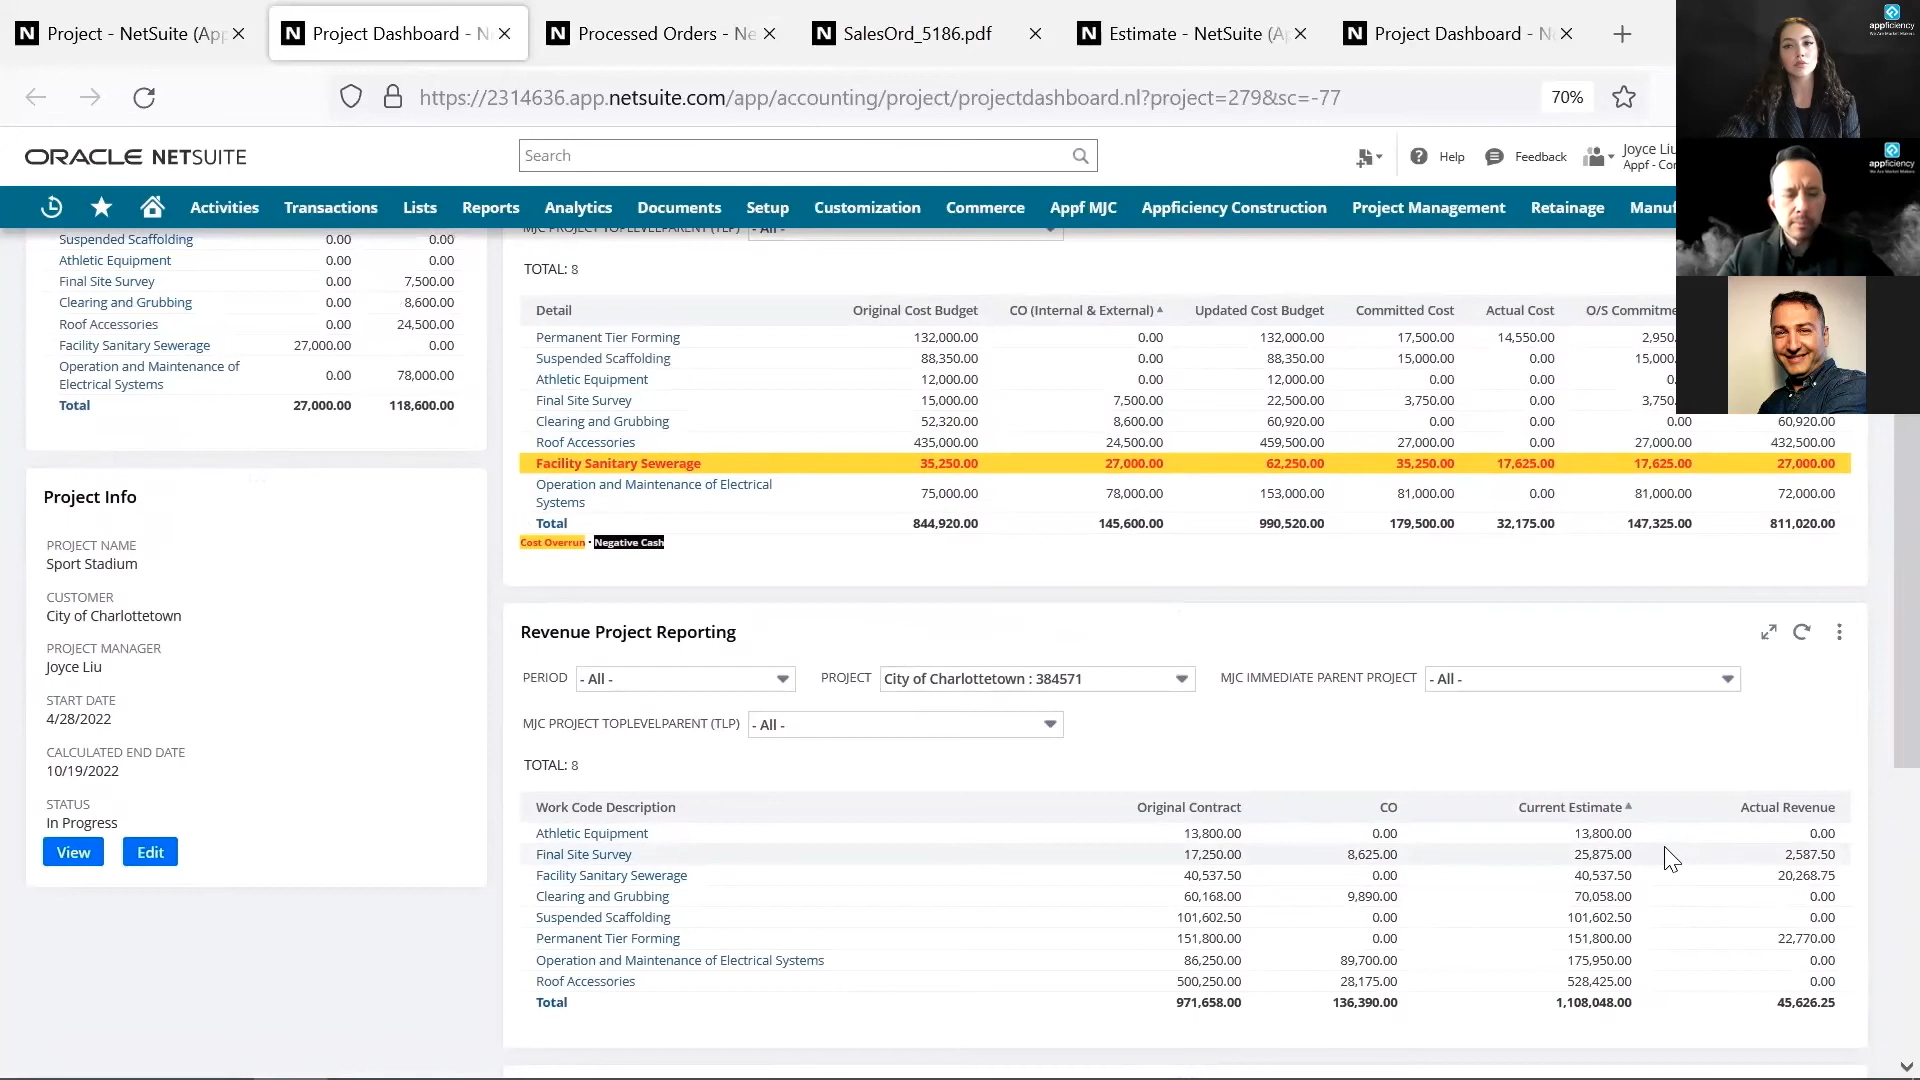 Project - NetSuite (App
Project Dashboard - N
Processed Orders - Ne
SalesOrd_5186.pdf
Estimate - NetSuite (A
Project Dashboard - N
https://2314636.app.netsuite.com/app/accounting/project/projectdashboard.nl?project=279&sc=-77
70%
appficiency
We Are Market Makers
appficiency
We Are Market Makers
ORACLE NETSUITE
Search
Help
Feedback
Joyce Liu
Appf - Con
Activities Transactions Lists Reports Analytics Documents Setup Customization Commerce Appf MJC Appficiency Construction Project Management Retainage Manuf
Suspended Scaffolding 0.00 0.00
Athletic Equipment 0.00 0.00
Final Site Survey 0.00 7,500.00
Clearing and Grubbing 0.00 8,600.00
Roof Accessories 0.00 24,500.00
Facility Sanitary Sewerage 27,000.00 0.00
Operation and Maintenance of
Electrical Systems 0.00 78,000.00
Total 27,000.00 118,600.00
Project Info
PROJECT NAME
Sport Stadium
CUSTOMER
City of Charlottetown
PROJECT MANAGER
Joyce Liu
START DATE
4/28/2022
CALCULATED END DATE
10/19/2022
STATUS
In Progress
View Edit
MJC PROJECT TOPLEVELPARENT (TLP) - All -
TOTAL: 8
Detail Original Cost Budget CO (Internal & External) Updated Cost Budget Committed Cost Actual Cost O/S Commitme
Permanent Tier Forming 132,000.00 0.00 132,000.00 17,500.00 14,550.00 2,950.
Suspended Scaffolding 88,350.00 0.00 88,350.00 15,000.00 0.00 15,000.
Athletic Equipment 12,000.00 0.00 12,000.00 0.00 0.00 0.
Final Site Survey 15,000.00 7,500.00 22,500.00 3,750.00 0.00 3,750.
Clearing and Grubbing 52,320.00 8,600.00 60,920.00 0.00 0.00 0.00 60,920.00
Roof Accessories 435,000.00 24,500.00 459,500.00 27,000.00 0.00 27,000.00 432,500.00
Facility Sanitary Sewerage 35,250.00 27,000.00 62,250.00 35,250.00 17,625.00 17,625.00 27,000.00
Operation and Maintenance of Electrical
Systems 75,000.00 78,000.00 153,000.00 81,000.00 0.00 81,000.00 72,000.00
Total 844,920.00 145,600.00 990,520.00 179,500.00 32,175.00 147,325.00 811,020.00
Cost Overrun - Negative Cash
Revenue Project Reporting
PERIOD - All - PROJECT City of Charlottetown : 384571 MJC IMMEDIATE PARENT PROJECT - All -
MJC PROJECT TOPLEVELPARENT (TLP) - All -
TOTAL: 8
Work Code Description Original Contract CO Current Estimate Actual Revenue
Athletic Equipment 13,800.00 0.00 13,800.00 0.00
Final Site Survey 17,250.00 8,625.00 25,875.00 2,587.50
Facility Sanitary Sewerage 40,537.50 0.00 40,537.50 20,268.75
Clearing and Grubbing 60,168.00 9,890.00 70,058.00 0.00
Suspended Scaffolding 101,602.50 0.00 101,602.50 0.00
Permanent Tier Forming 151,800.00 0.00 151,800.00 22,770.00
Operation and Maintenance of Electrical Systems 86,250.00 89,700.00 175,950.00 0.00
Roof Accessories 500,250.00 28,175.00 528,425.00 0.00
Total 971,658.00 136,390.00 1,108,048.00 45,626.25